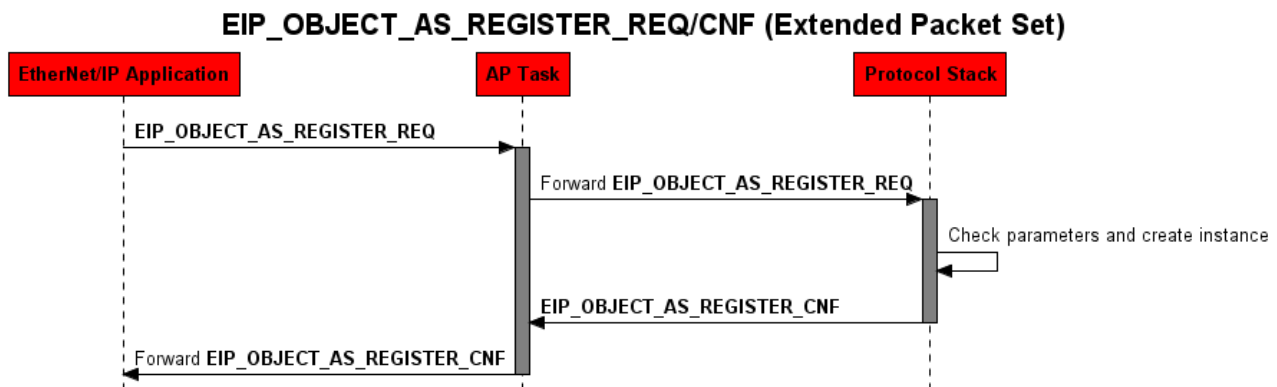 EIP_OBJECT_AS_REGISTER_REQ/CNF (Extended Packet Set)
EtherNet/IP Application
AP Task
Protocol Stack
EIP_OBJECT_AS_REGISTER_REQ
Forward EIP_OBJECT_AS_REGISTER_REQ
Check parameters and create instance
EIP_OBJECT_AS_REGISTER_CNF
Forward EIP_OBJECT_AS_REGISTER_CNF